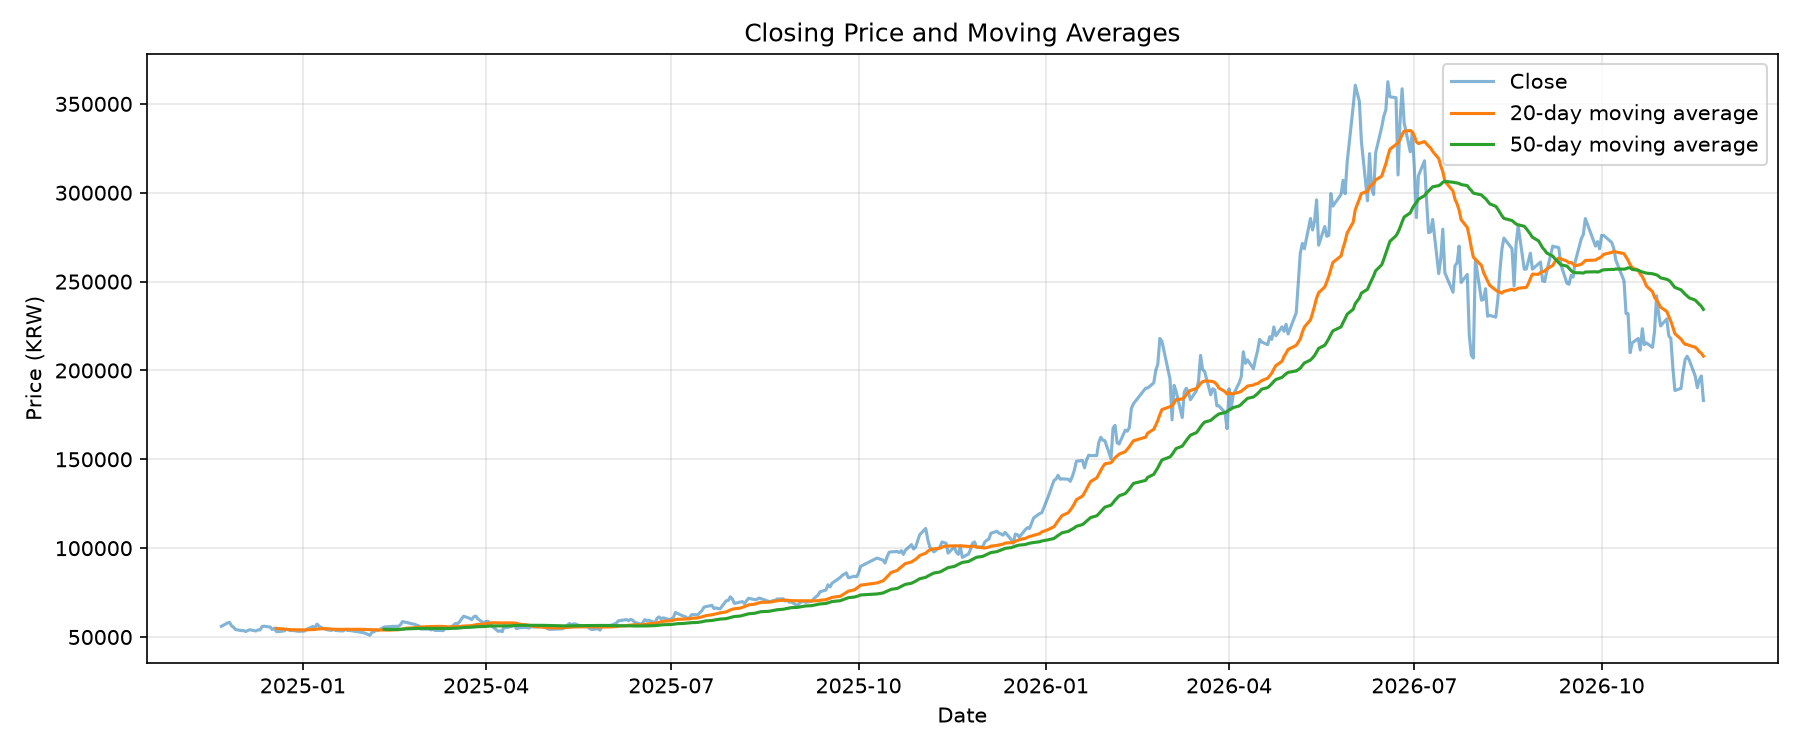 Closing Price and Moving Averages
Close
20-day moving average
50-day moving average
Price (KRW)
350000
300000
250000
200000
150000
100000
50000
2025-01
2025-04
2025-07
2025-10
2026-01
2026-04
2026-07
2026-10
Date